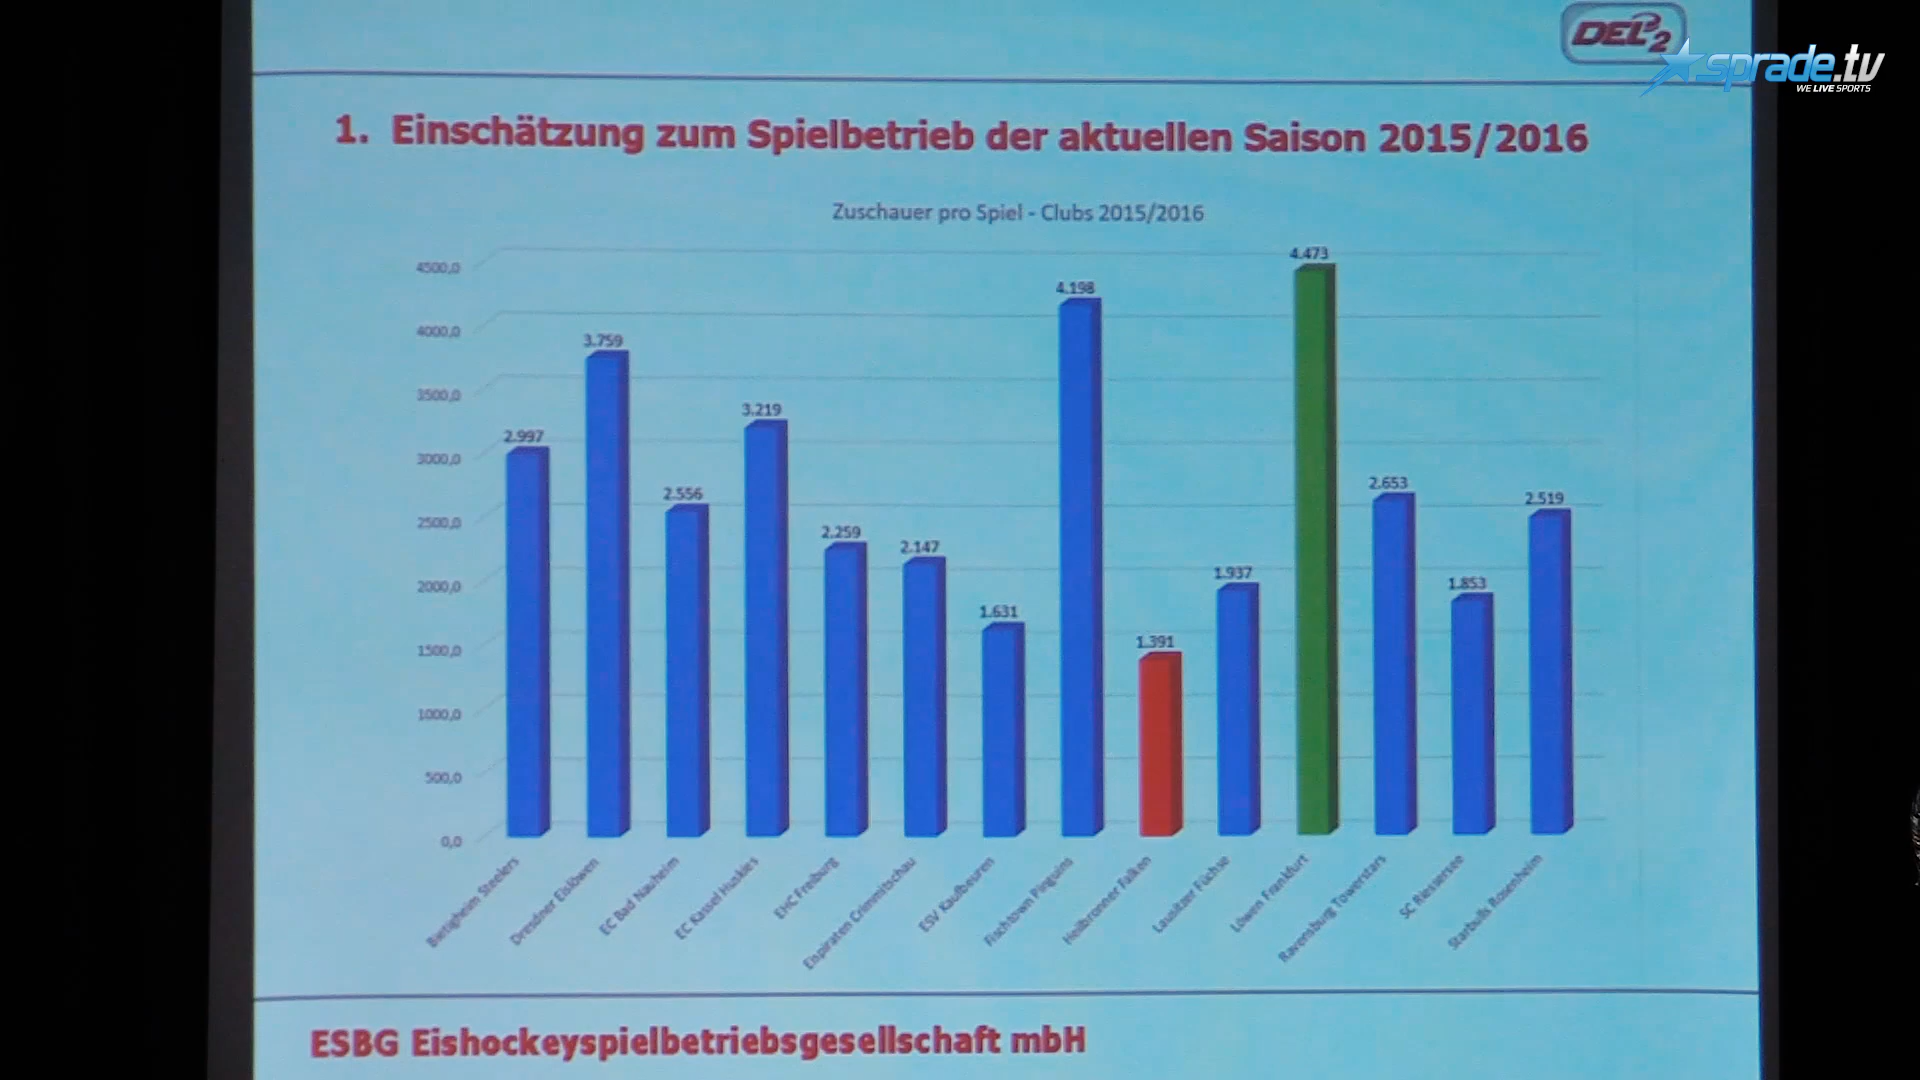 DEL2
sprade.tv
WE LIVE SPORTS
1. Einschätzung zum Spielbetrieb der aktuellen Saison 2015/2016
Zuschauer pro Spiel - Clubs 2015/2016
4500,0
4000,0
3500,0
3000,0
2500,0
2000,0
1500,0
1000,0
500,0
0,0
2.997
3.759
2.556
3.219
2.259
2.147
1.631
4.198
1.391
1.937
4.473
2.653
1.853
2.519
Bietigheim Steelers
Dresdner Eislöwen
EC Bad Nauheim
EC Kassel Huskies
EHC Freiburg
Eispiraten Crimmitschau
ESV Kaufbeuren
Fischtown Pinguins
Heilbronner Falken
Lausitzer Füchse
Löwen Frankfurt
Ravensburg Towerstars
SC Riessersee
Starbulls Rosenheim
ESBG Eishockeyspielbetriebsgesellschaft mbH